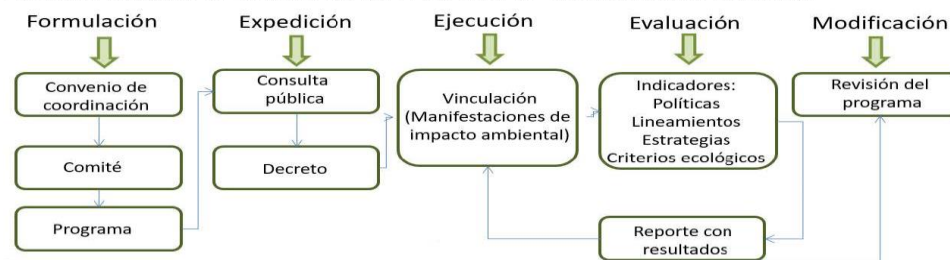 Formulación
Expedición
Ejecución
Evaluación
Modificación
Convenio de
coordinación
Comité
Programa
Consulta
pública
Decreto
Vinculación
(Manifestaciones de
impacto ambiental)
Indicadores:
Políticas
Lineamientos
Estrategias
Criterios ecológicos
Reporte con
resultados
Revisión del
programa